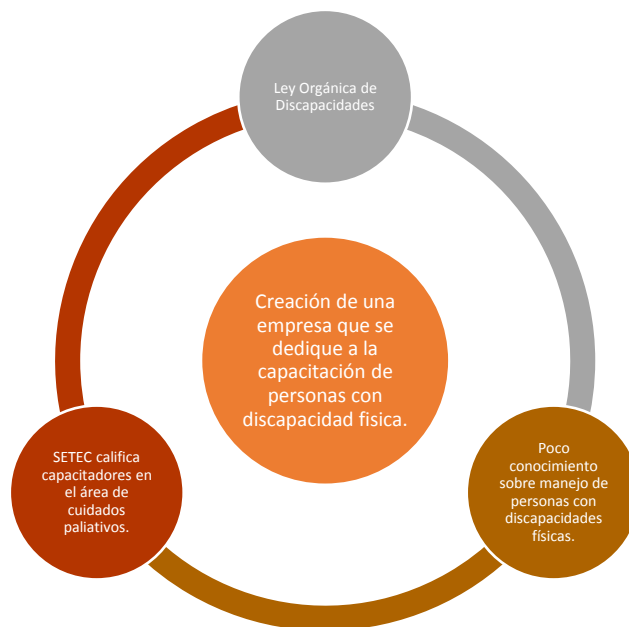 Ley Orgánica de
Discapacidades
Creación de una
empresa que se
dedique a la
capacitación de
personas con
discapacidad fisica.
SETEC califica
capacitadores en
el área de
cuidados
paliativos.
Poco
conocimiento
sobre manejo de
personas con
discapacidades
físicas.